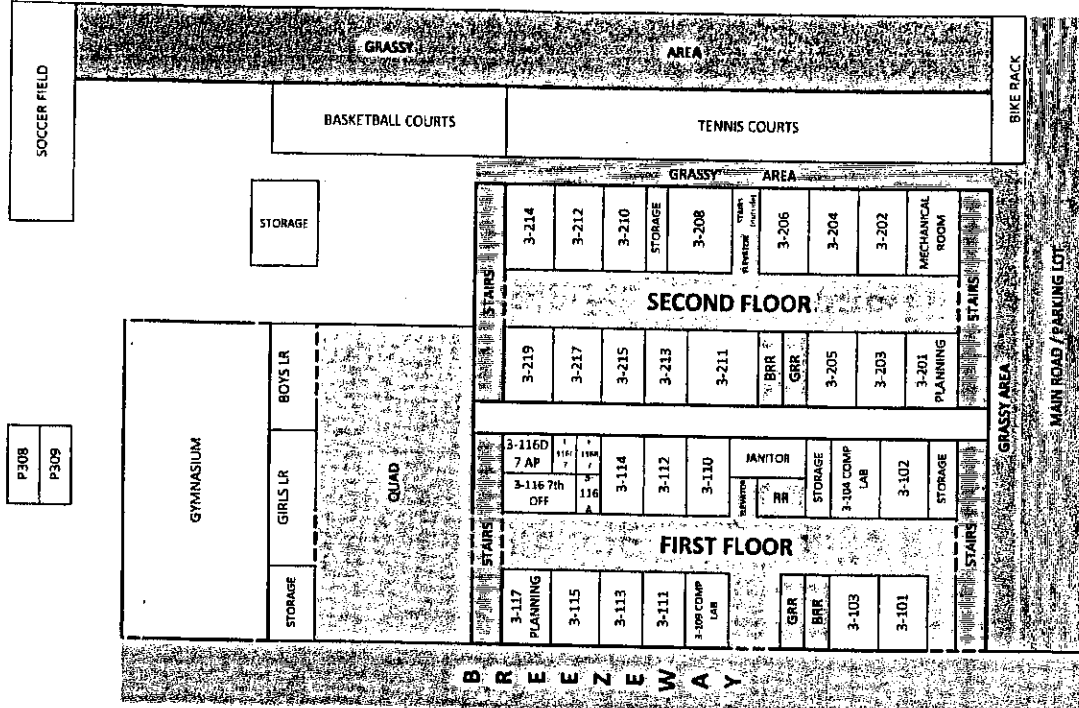 SOCCER FIELD
GRASSY
AREA
BIKE RACK
BASKETBALL COURTS
TENNIS COURTS
STORAGE
GRASSY
AREA
P308
P309
GYMNASIUM
BOYS LR
GIRLS LR
STORAGE
QUAD
STAIRS
3-214
3-212
3-210
STORAGE
3-208
ELEVATOR
STAIRS
3-206
3-204
3-202
MECHANICAL
ROOM
STAIRS
SECOND FLOOR
3-219
3-217
3-215
3-213
3-211
BRR
GRR
3-205
3-203
3-201
PLANNING
STAIRS
3-116D
7 AP
3-116 7th
OFF
3-
116
A
3-114
3-112
3-110
ELEVATOR
JANITOR
RR
STORAGE
3-104 COMP
LAB
3-102
STORAGE
STAIRS
FIRST FLOOR
3-117
PLANNING
3-115
3-113
3-111
3-109 COMP
LAB
GRR
BRR
3-103
3-101
GRASSY AREA
MAIN ROAD / PARKING LOT
BREEZEWAY